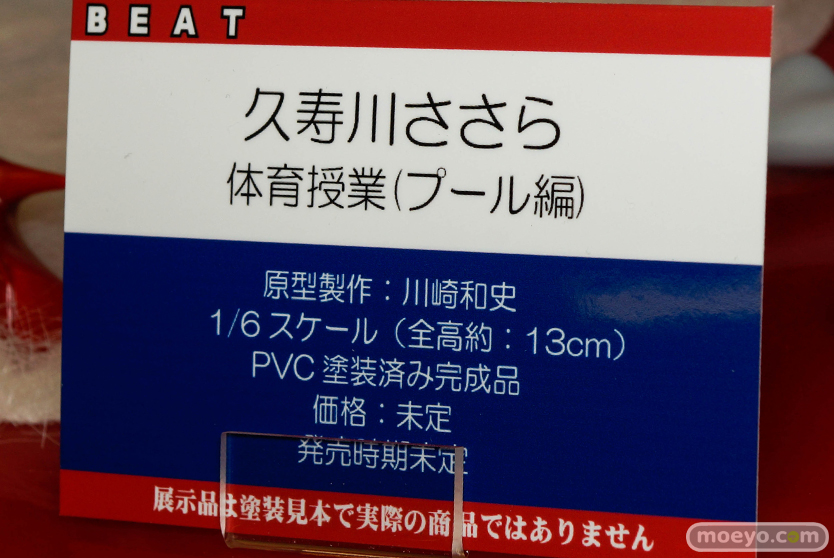 BEAT
久寿川ささら
体育授業(プール編)
原型製作：川崎和史
1/6スケール（全高約：13cm）
PVC塗装済み完成品
価格：未定
発売時期未定
展示品は塗装見本で実際の商品ではありません
moeyo.com